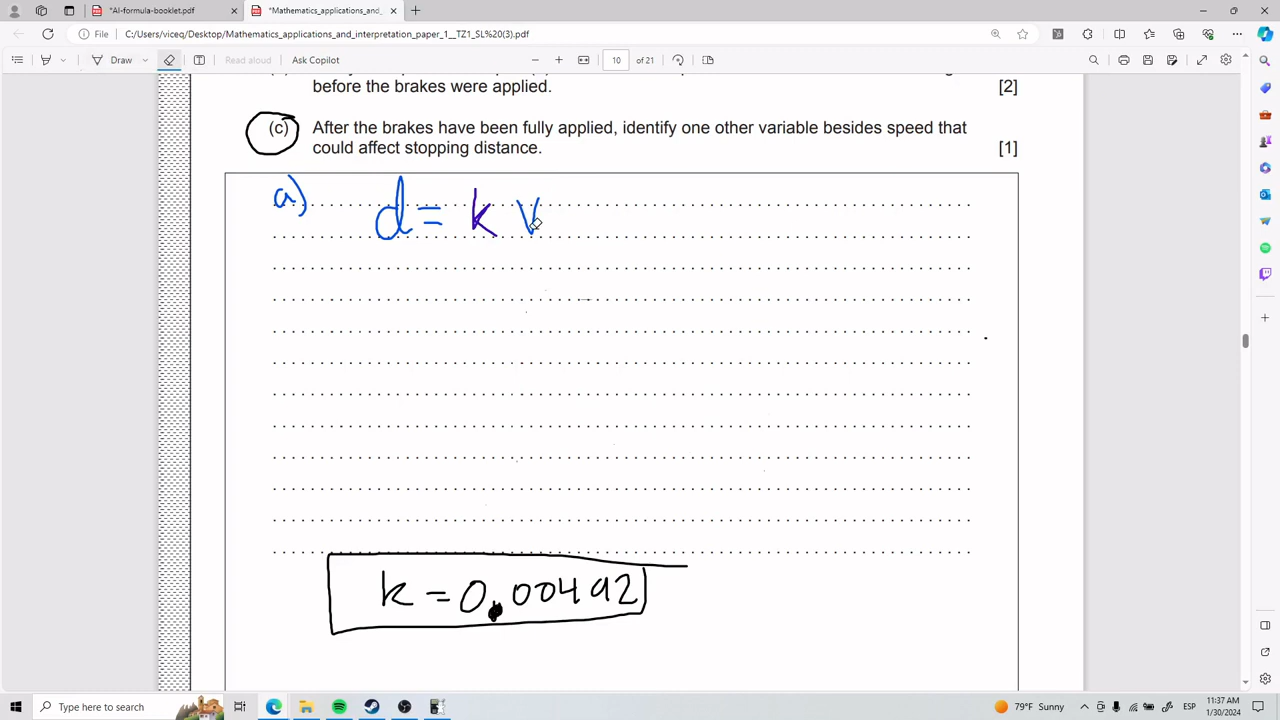 *AI-formula-booklet.pdf
*Mathematics_applications_and_
File
C:/Users/viceq/Desktop/Mathematics_applications_and_interpretation_paper_1__TZ1_SL%20(3).pdf
Draw
Read aloud
Ask Copilot
10
of 21
before the brakes were applied.
[2]
(c) After the brakes have been fully applied, identify one other variable besides speed that
could affect stopping distance.
[1]
a) d = k v
k = 0.00492
Type here to search
79°F Sunny
ESP
11:37 AM
1/30/2024